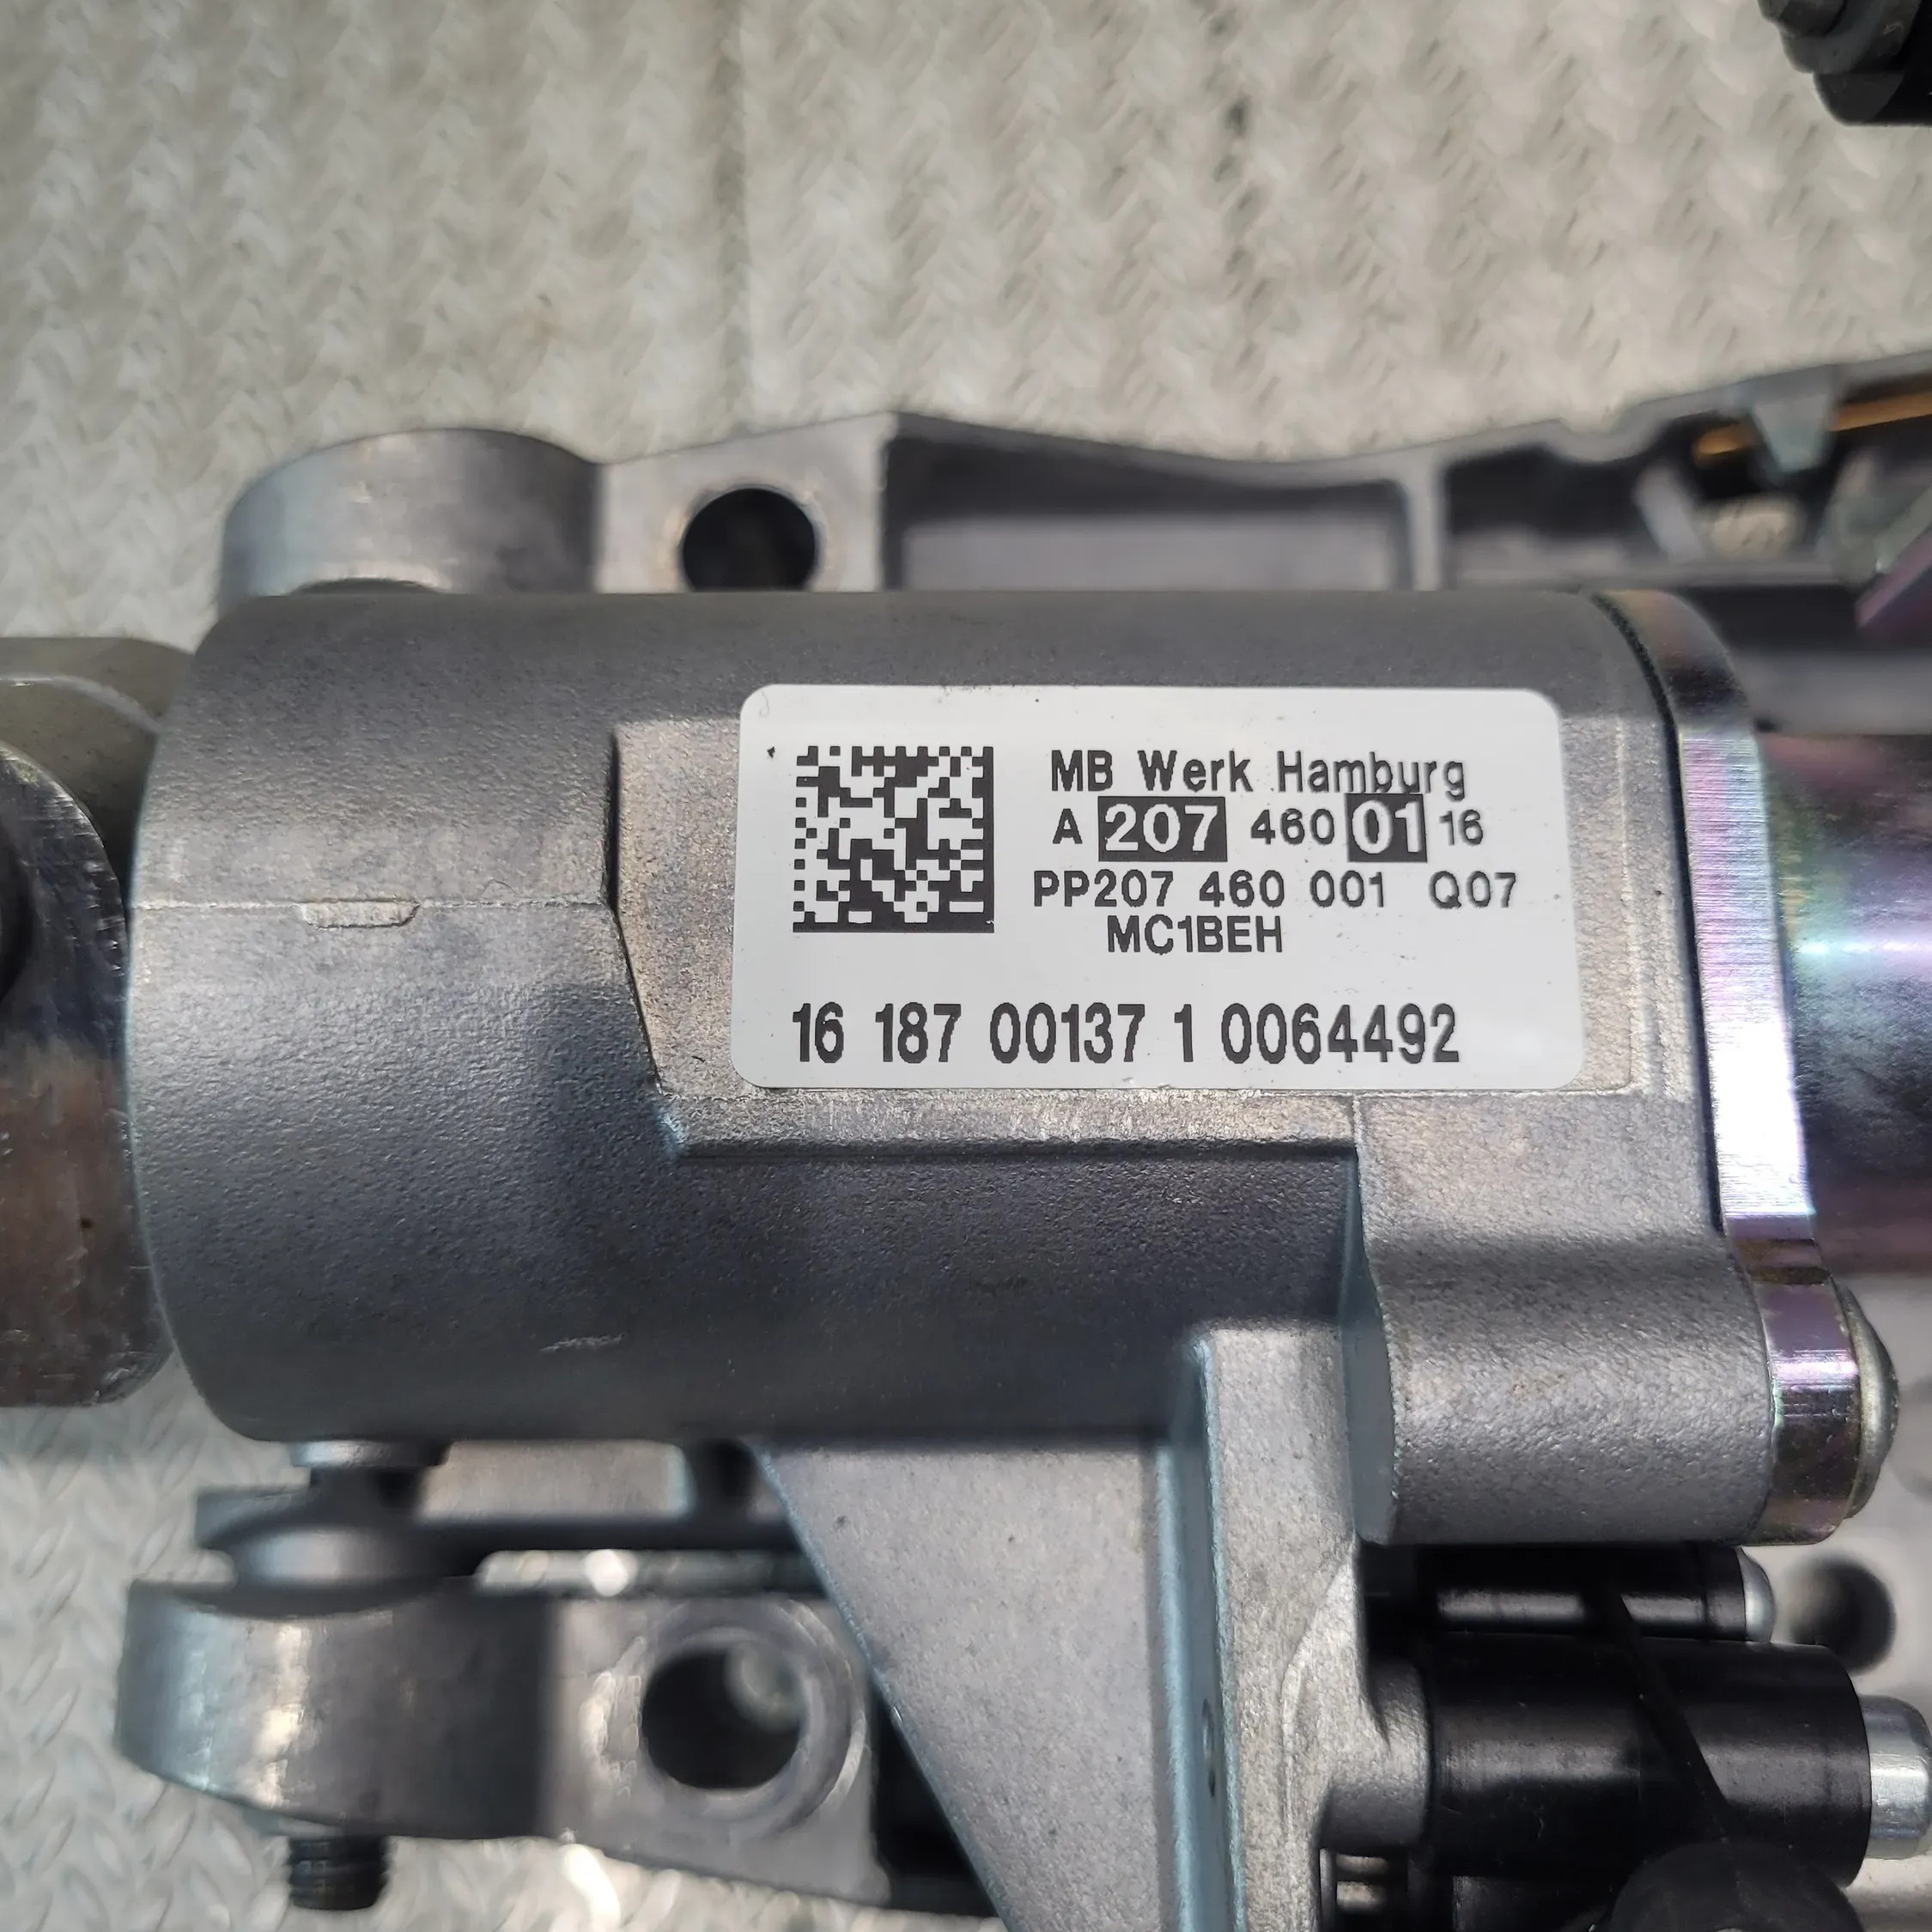 MB Werk Hamburg
A 207 460 01 16
PP207 460 001 Q07
MC1BEH
16 187 00137 1 0064492